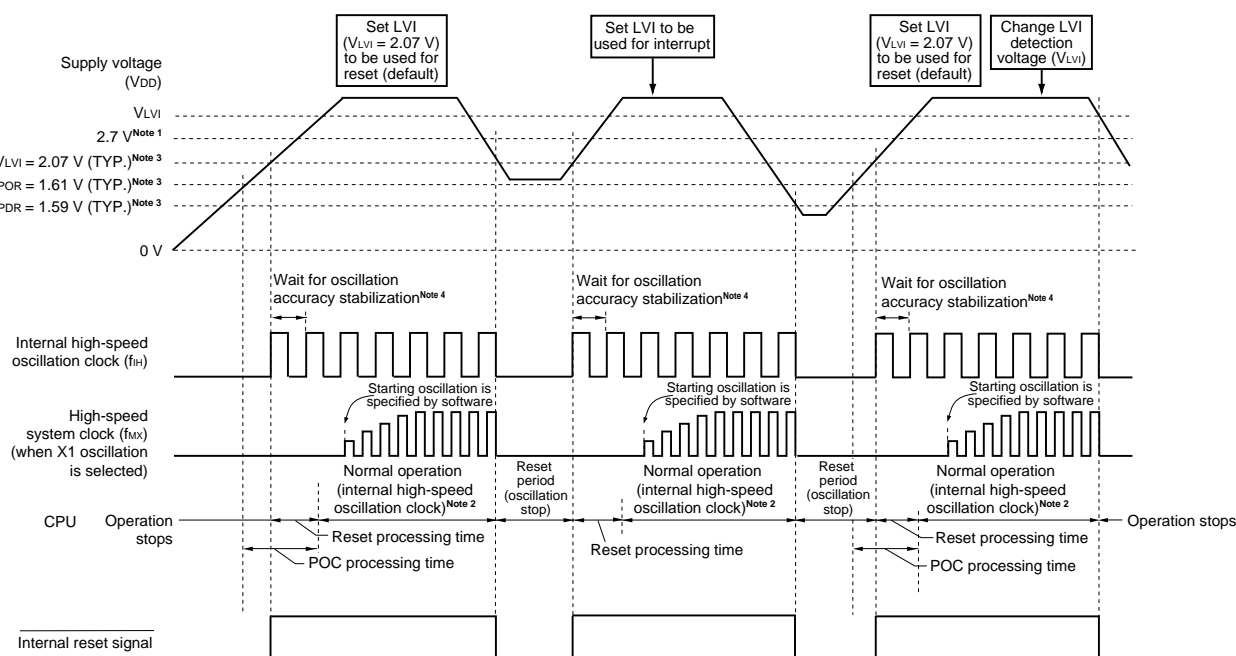 Set LVI
(VLVI = 2.07 V)
to be used for
reset (default)
Set LVI to be
used for interrupt
Set LVI
(VLVI = 2.07 V)
to be used for
reset (default)
Change LVI
detection
voltage (VLVI)
Supply voltage
(VDD)
VLVI
2.7 VNote 1
VLVI = 2.07 V (TYP.)Note 3
POR = 1.61 V (TYP.)Note 3
PDR = 1.59 V (TYP.)Note 3
0 V
Wait for oscillation
accuracy stabilizationNote 4
Wait for oscillation
accuracy stabilizationNote 4
Wait for oscillation
accuracy stabilizationNote 4
Internal high-speed
oscillation clock (fIH)
Starting oscillation is
specified by software
Starting oscillation is
specified by software
Starting oscillation is
specified by software
High-speed
system clock (fMX)
(when X1 oscillation
is selected)
Normal operation
(internal high-speed
oscillation clock)Note 2
Reset
period
(oscillation
stop)
Normal operation
(internal high-speed
oscillation clock)Note 2
Reset
period
(oscillation
stop)
Normal operation
(internal high-speed
oscillation clock)Note 2
CPU
Operation
stops
Operation stops
Reset processing time
Reset processing time
Reset processing time
POC processing time
POC processing time
Internal reset signal